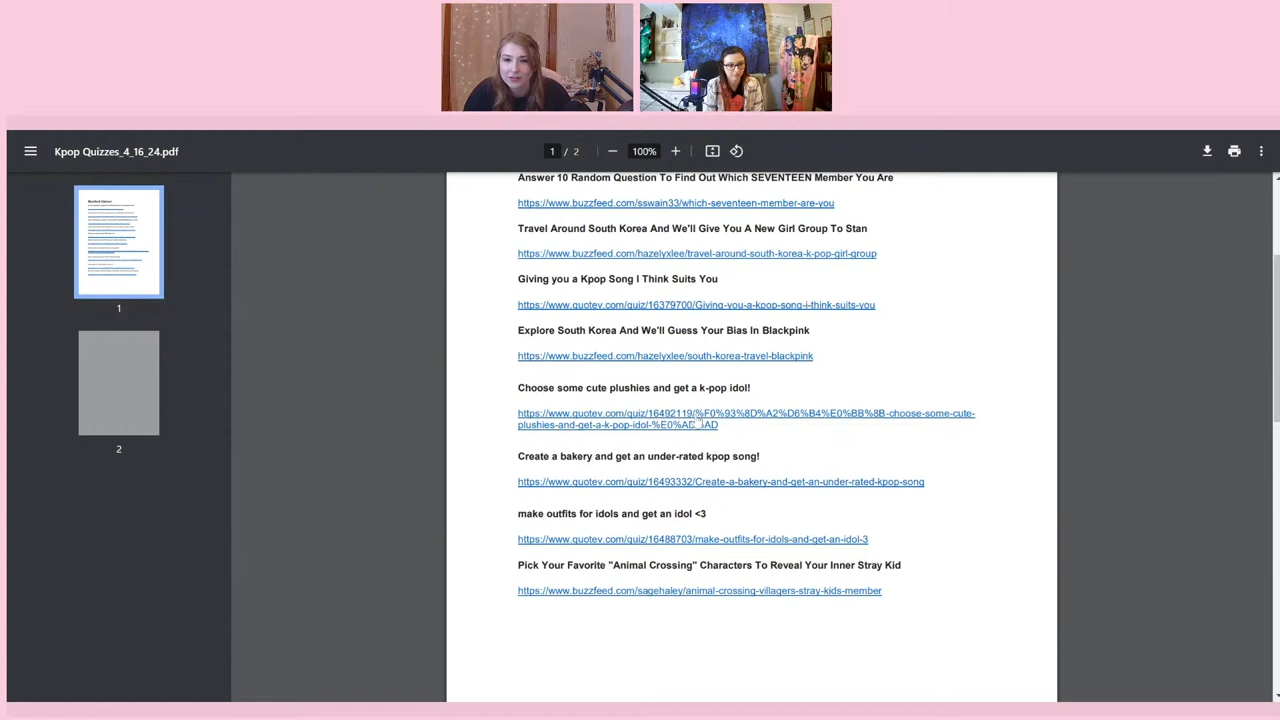 Kpop Quizzes_4_16_24.pdf
1 / 2
100%
Answer 10 Random Question To Find Out Which SEVENTEEN Member You Are
https://www.buzzfeed.com/sswain33/which-seventeen-member-are-you
Travel Around South Korea And We'll Give You A New Girl Group To Stan
https://www.buzzfeed.com/hazelyxlee/travel-around-south-korea-k-pop-girl-group
Giving you a Kpop Song I Think Suits You
https://www.quotev.com/quiz/16379700/Giving-you-a-kpop-song-i-think-suits-you
Explore South Korea And We'll Guess Your Bias In Blackpink
https://www.buzzfeed.com/hazelyxlee/south-korea-travel-blackpink
Choose some cute plushies and get a k-pop idol!
https://www.quotev.com/quiz/16492119/%F0%93%8D%A2%D6%B4%E0%BB%8B-choose-some-cute-
plushies-and-get-a-k-pop-idol-
Create a bakery and get an under-rated kpop song!
https://www.quotev.com/quiz/16493332/Create-a-bakery-and-get-an-under-rated-kpop-song
make outfits for idols and get an idol <3
https://www.quotev.com/quiz/16488703/make-outfits-for-idols-and-get-an-idol-3
Pick Your Favorite "Animal Crossing" Characters To Reveal Your Inner Stray Kid
https://www.buzzfeed.com/sagehaley/animal-crossing-villagers-stray-kids-member
1
2